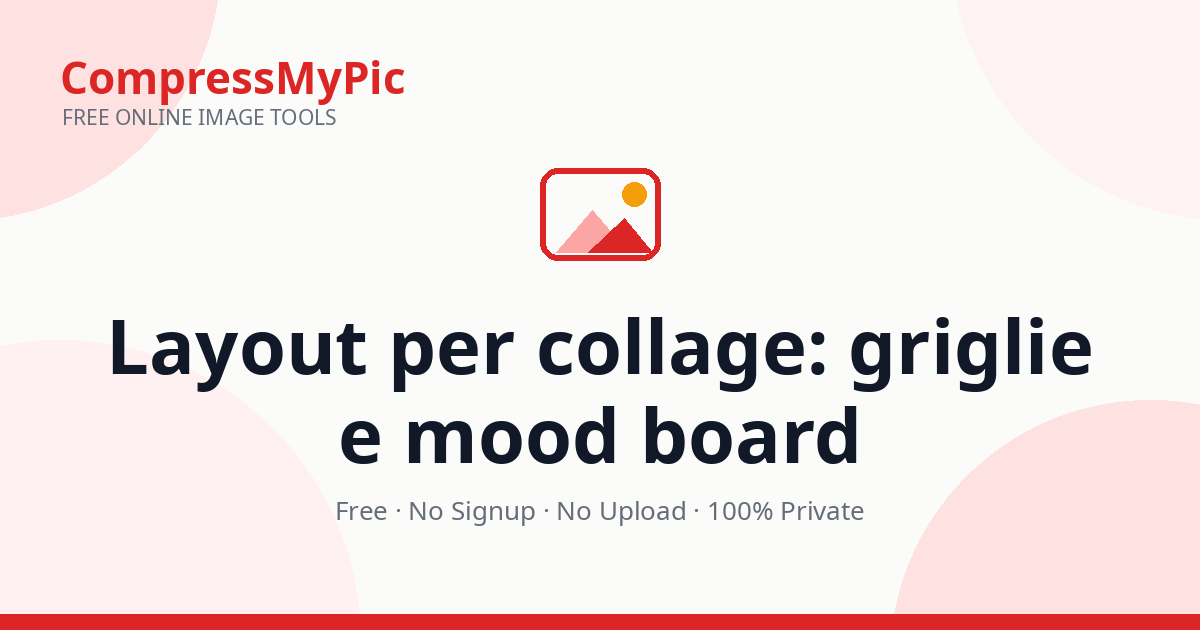 CompressMyPic
FREE ONLINE IMAGE TOOLS
Layout per collage: griglie
e mood board
Free · No Signup · No Upload · 100% Private